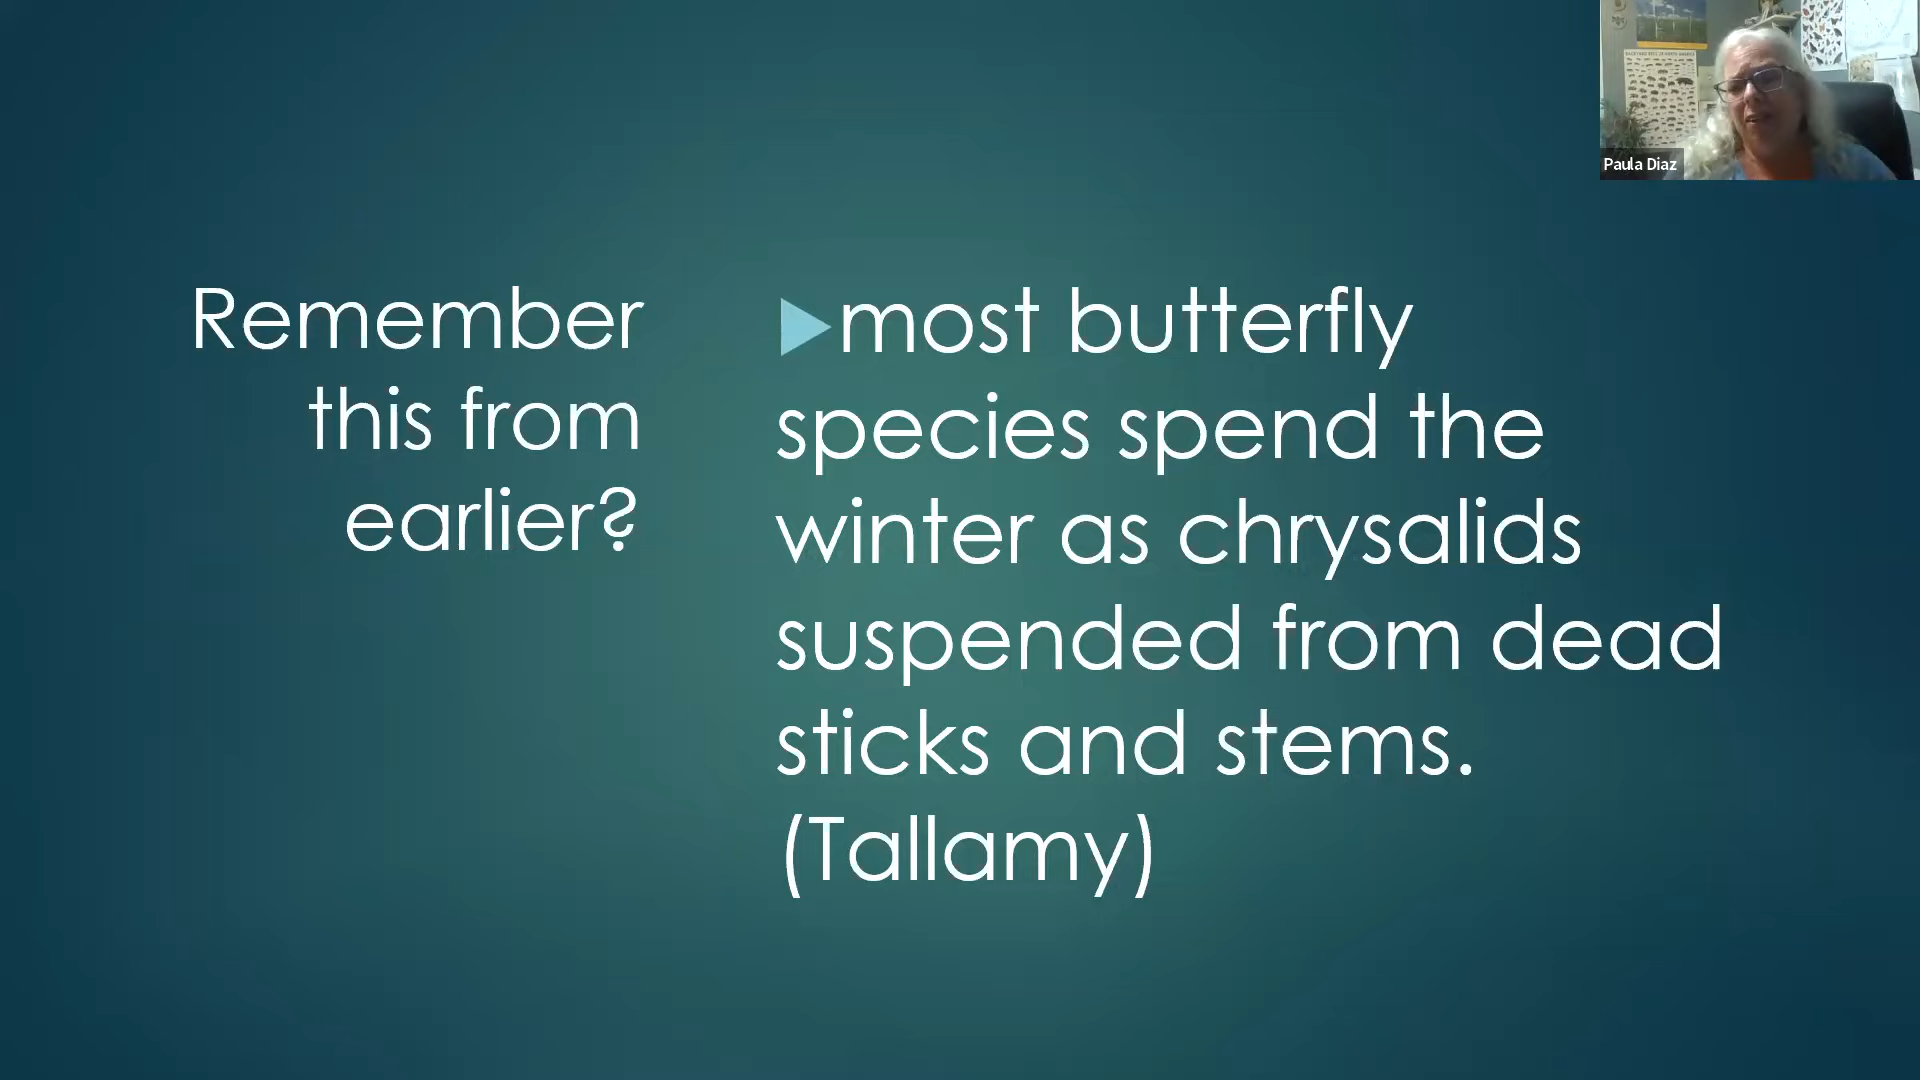 Remember
this from
earlier?
most butterfly
species spend the
winter as chrysalids
suspended from dead
sticks and stems.
(Tallamy)
Paula Diaz